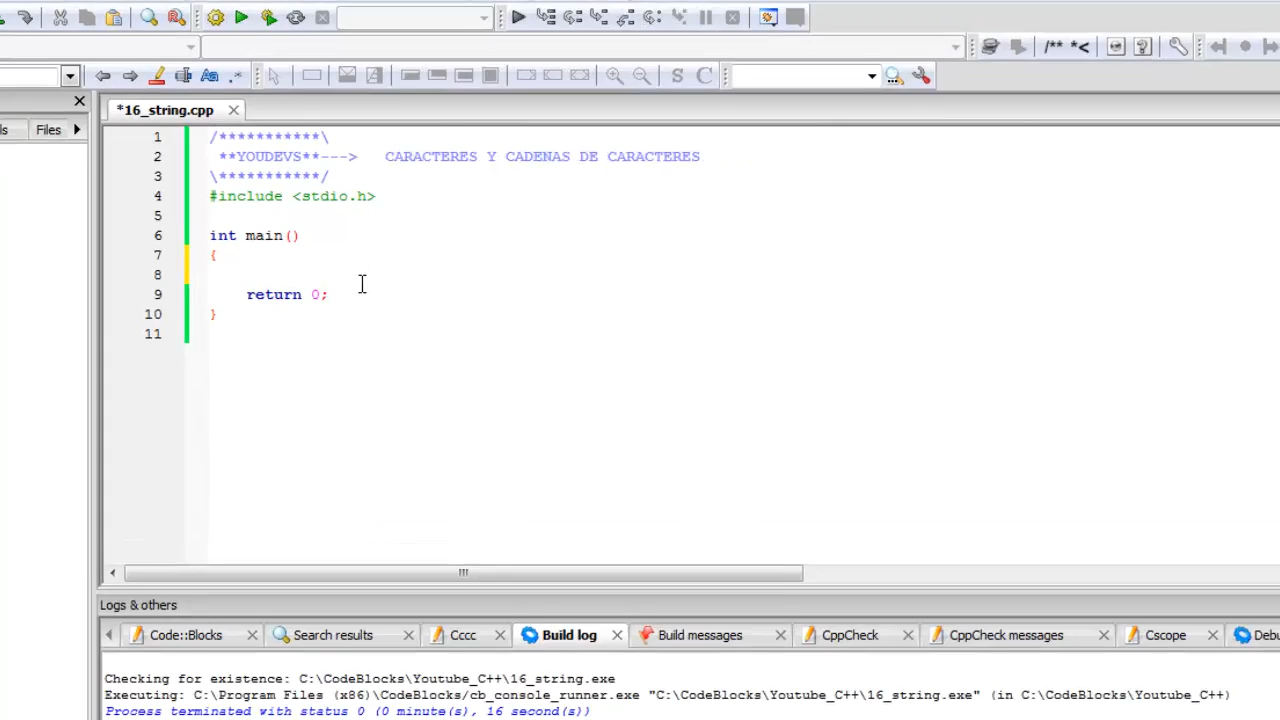 /** *<
S C
*16_string.cpp
ls Files
1 /***********\
2 **YOUDEVS**---> CARACTERES Y CADENAS DE CARACTERES
3 \***********/
4 #include <stdio.h>
5
6 int main()
7 {
8
9 return 0;
10 }
11
Logs & others
Code::Blocks Search results Cccc Build log Build messages CppCheck CppCheck messages Cscope Debu
Checking for existence: C:\CodeBlocks\Youtube_C++\16_string.exe
Executing: C:\Program Files (x86)\CodeBlocks/cb_console_runner.exe "C:\CodeBlocks\Youtube_C++\16_string.exe" (in C:\CodeBlocks\Youtube_C++)
Process terminated with status 0 (0 minute(s), 16 second(s))